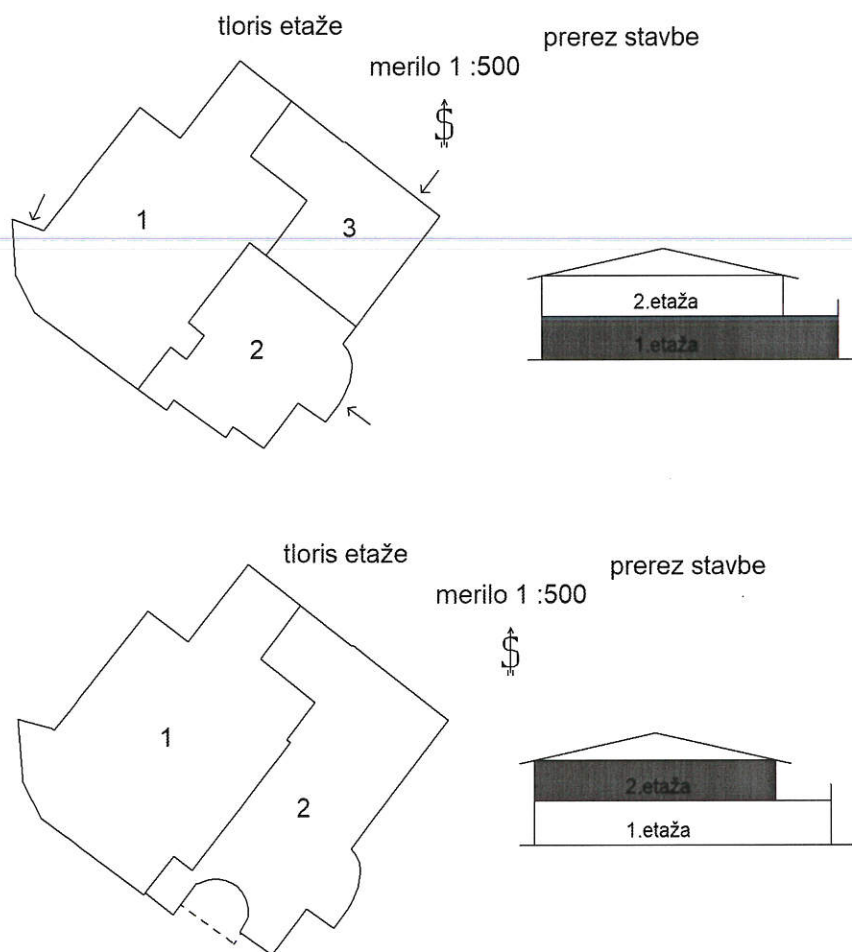 tloris etaže
prerez stavbe
merilo 1 :500
1
3
2
2.etaža
1.etaža
tloris etaže
prerez stavbe
merilo 1 :500
1
2
2.etaža
1.etaža